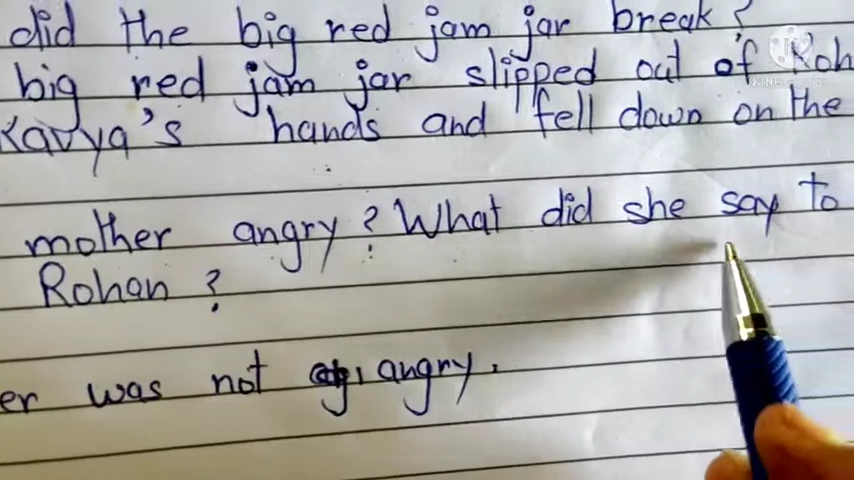 did the big red jam jar break?
big red jam jar slipped out of Roh
Kavya's hands and fell down on the
mother angry? What did she say to
Rohan?
er was not angry.